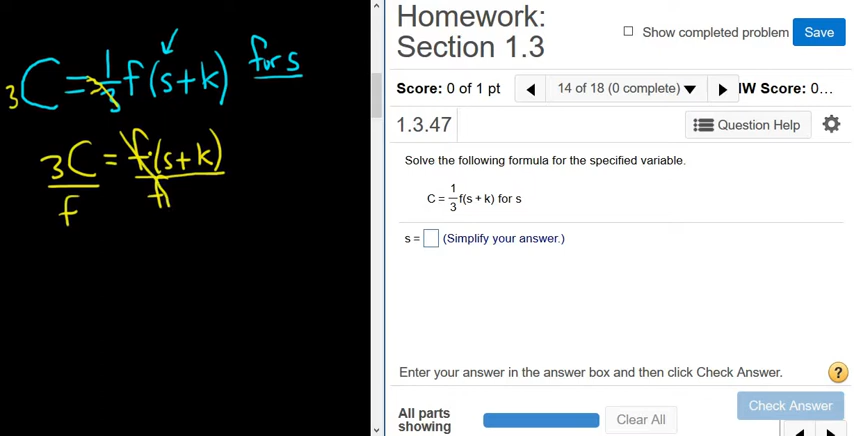 C = 1/3 f(s+k) for s
3
3
3C = f·(s+k)
f f
Homework:
Section 1.3
Show completed problem
Save
Score: 0 of 1 pt
14 of 18 (0 complete)
HW Score: 0...
1.3.47
Question Help
Solve the following formula for the specified variable.
C = 1/3 f(s + k) for s
s = (Simplify your answer.)
Enter your answer in the answer box and then click Check Answer.
?
All parts
showing
Clear All
Check Answer